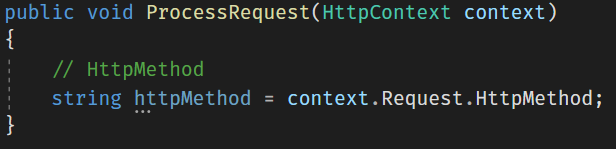 public void ProcessRequest(HttpContext context)
{
    // HttpMethod
    string httpMethod = context.Request.HttpMethod;
}